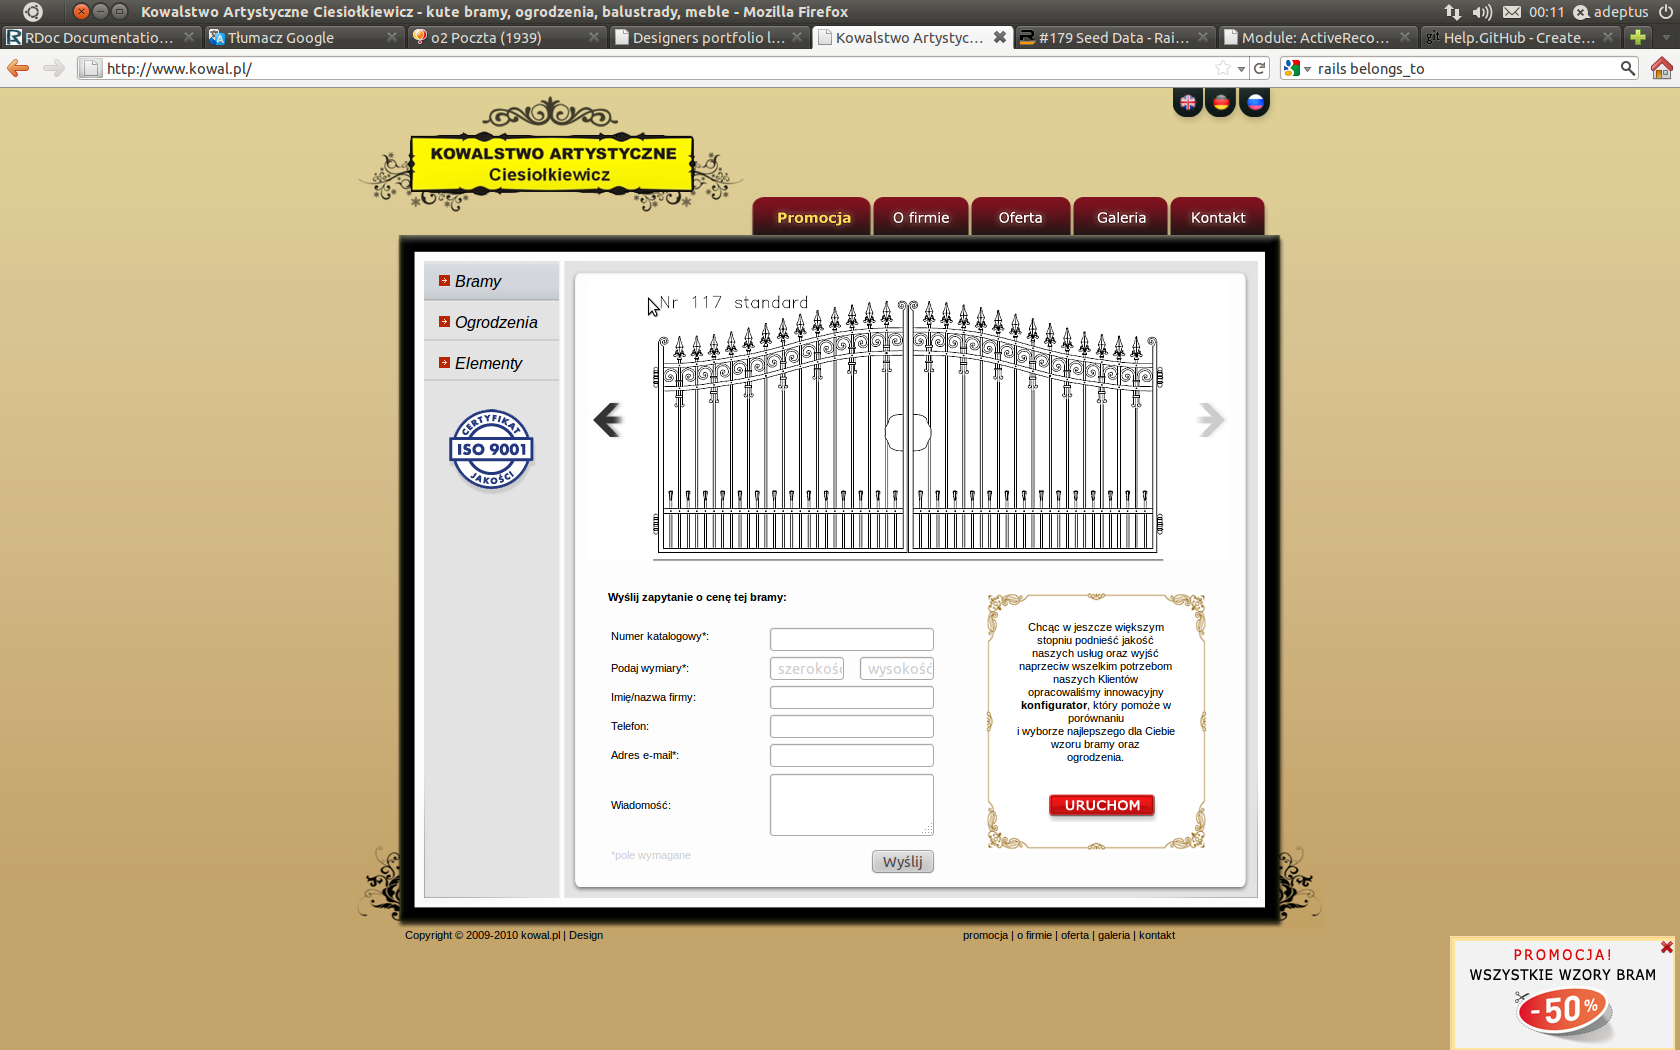 Kowalstwo Artystyczne Ciesiołkiewicz - kute bramy, ogrodzenia, balustrady, meble - Mozilla Firefox
00:11 adeptus
RDoc Documentatio...
Tłumacz Google
o2 Poczta (1939)
Designers portfolio l...
Kowalstwo Artystyc...
#179 Seed Data - Rai...
Module: ActiveReco...
Help.GitHub - Create...
http://www.kowal.pl/
rails belongs_to
KOWALSTWO ARTYSTYCZNE
Ciesiołkiewicz
Promocja
O firmie
Oferta
Galeria
Kontakt
Bramy
Ogrodzenia
Elementy
CERTYFIKAT
ISO 9001
JAKOŚCI
Nr 117 standard
Wyślij zapytanie o cenę tej bramy:
Numer katalogowy*:
Podaj wymiary*:
szerokość
wysokość
Imię/nazwa firmy:
Telefon:
Adres e-mail*:
Wiadomość:
*pole wymagane
Wyślij
Chcąc w jeszcze większym
stopniu podnieść jakość
naszych usług oraz wyjść
naprzeciw wszelkim potrzebom
naszych Klientów
opracowaliśmy innowacyjny
konfigurator, który pomoże w
porównaniu
i wyborze najlepszego dla Ciebie
wzoru bramy oraz
ogrodzenia.
URUCHOM
Copyright © 2009-2010 kowal.pl | Design
promocja | o firmie | oferta | galeria | kontakt
PROMOCJA!
WSZYSTKIE WZORY BRAM
-50%